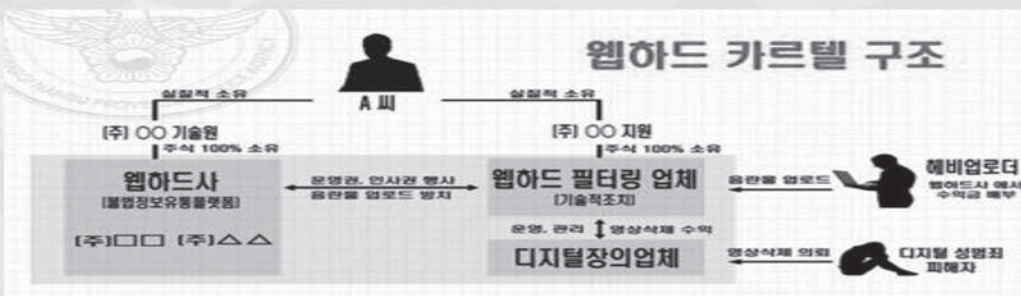 웹하드 카르텔 구조
A 씨
실질적 소유
실질적 소유
(주) ○○ 기술원
(주) ○○ 지원
주식 100% 소유
주식 100% 소유
웹하드사
[불법정보유통플랫폼]
(주)□□ (주)△△
운영권, 인사권 행사
음란물 업로드 방치
웹하드 필터링 업체
[기술적조치]
음란물 업로드
헤비업로더
웹하드사 에서
수익금 배부
운영, 관리
영상삭제 수익
디지털장의업체
영상삭제 의뢰
디지털 성범죄
피해자